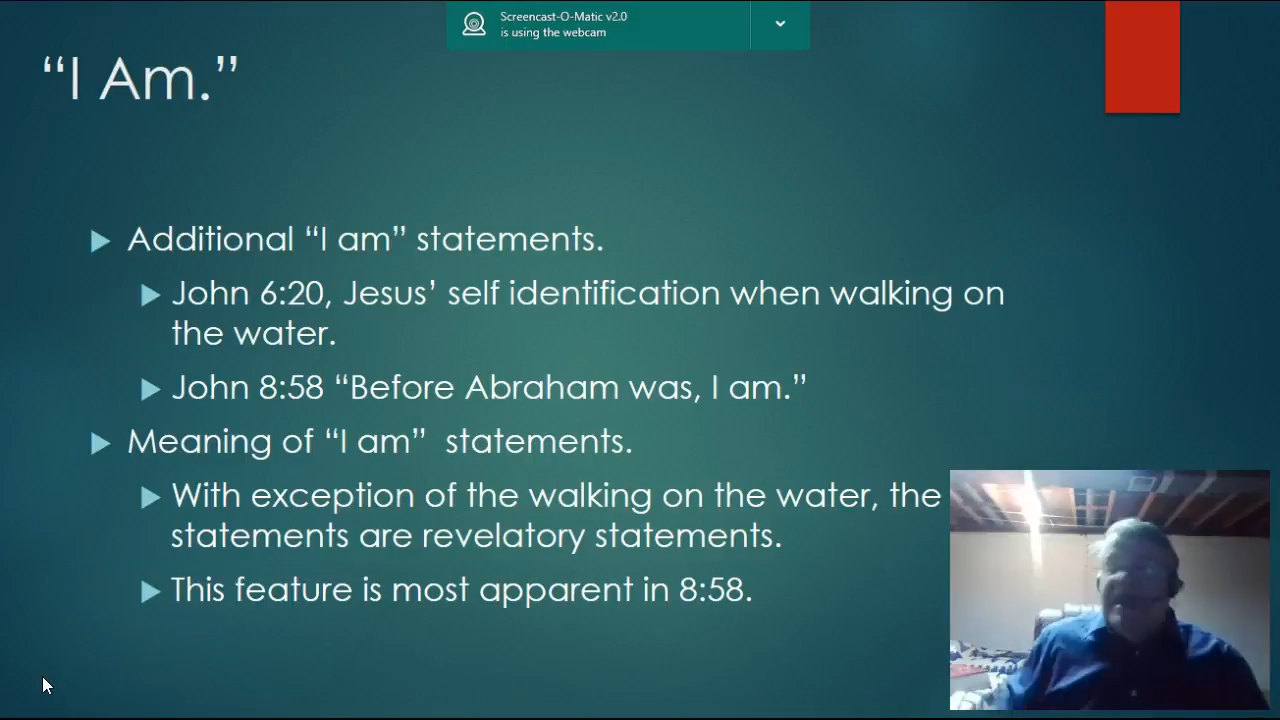 Screencast-O-Matic v2.0
is using the webcam
“I Am.”
Additional “I am” statements.
John 6:20, Jesus’ self identification when walking on
the water.
John 8:58 “Before Abraham was, I am.”
Meaning of “I am”  statements.
With exception of the walking on the water, the
statements are revelatory statements.
This feature is most apparent in 8:58.